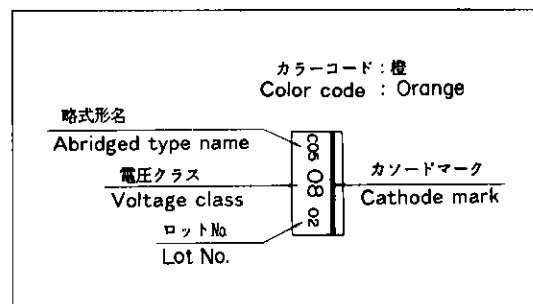 カラーコード : 橙
Color code : Orange
略式形名
Abridged type name
電圧クラス
Voltage class
ロットNo.
Lot No.
C05 08 02
カソードマーク
Cathode mark